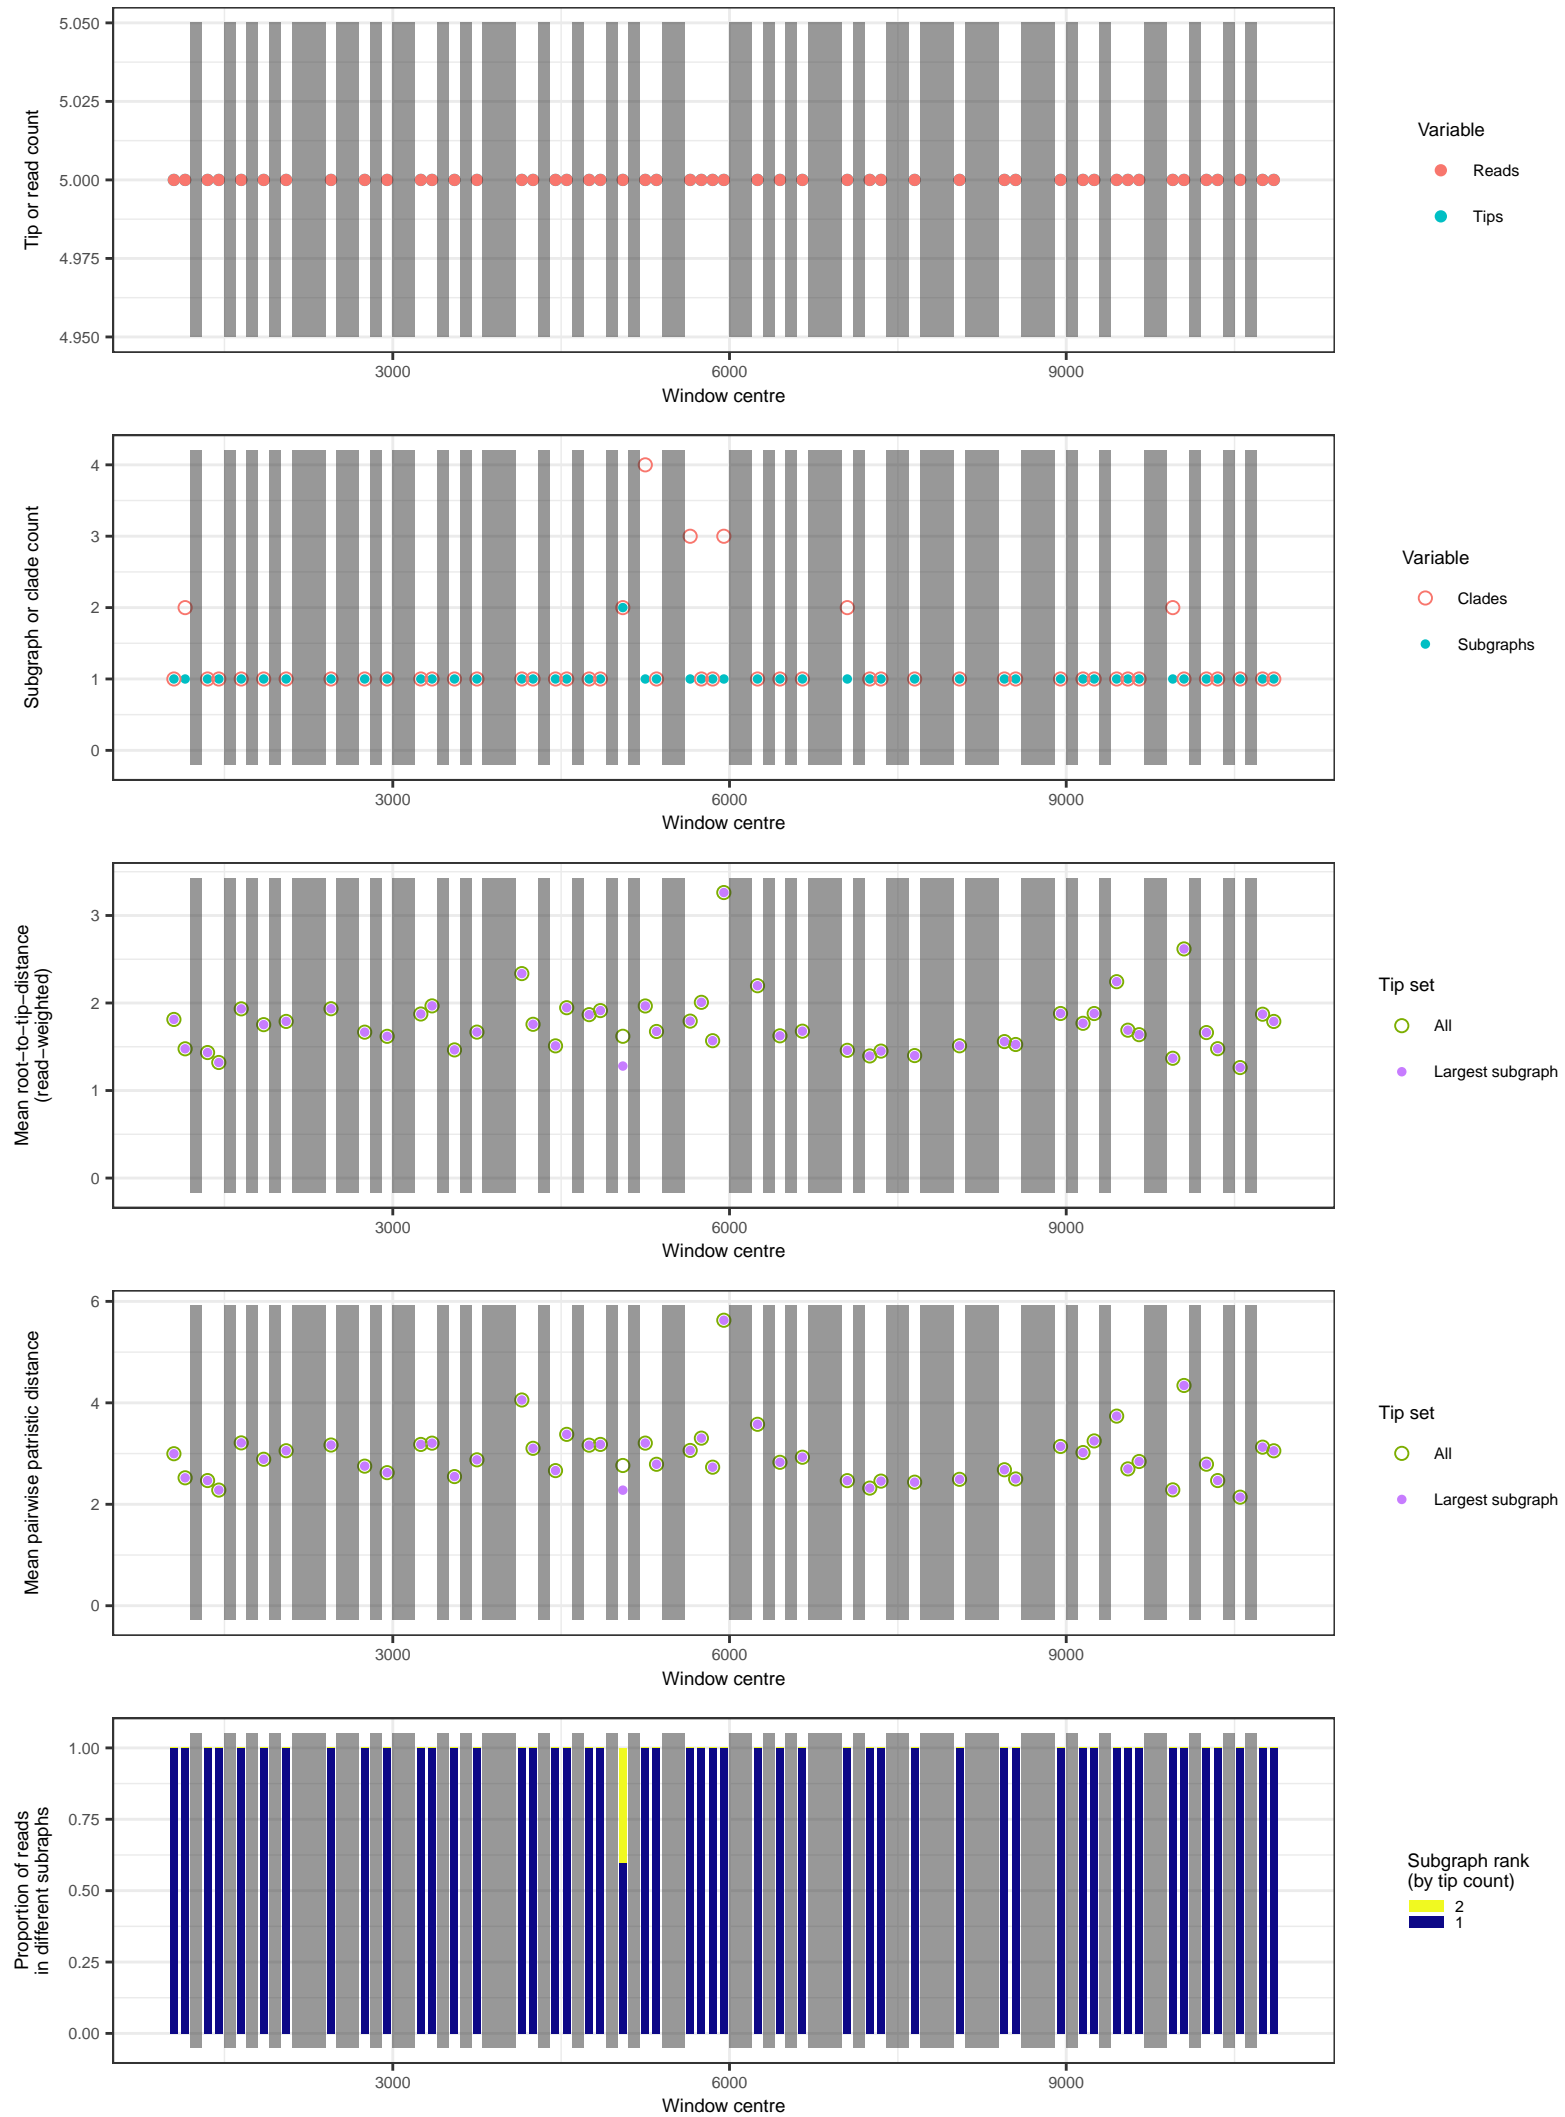 5.050
5.025
5.000
4.975
4.950
Tip or read count
3000
6000
9000
Window centre
Variable
Reads
Tips
4
3
2
1
0
Subgraph or clade count
3000
6000
9000
Window centre
Variable
Clades
Subgraphs
3
2
1
0
Mean root−to−tip−distance
(read−weighted)
3000
6000
9000
Window centre
Tip set
All
Largest subgraph
6
4
2
0
Mean pairwise patristic distance
3000
6000
9000
Window centre
Tip set
All
Largest subgraph
1.00
0.75
0.50
0.25
0.00
Proportion of reads
in different subraphs
3000
6000
9000
Window centre
Subgraph rank
(by tip count)
2
1